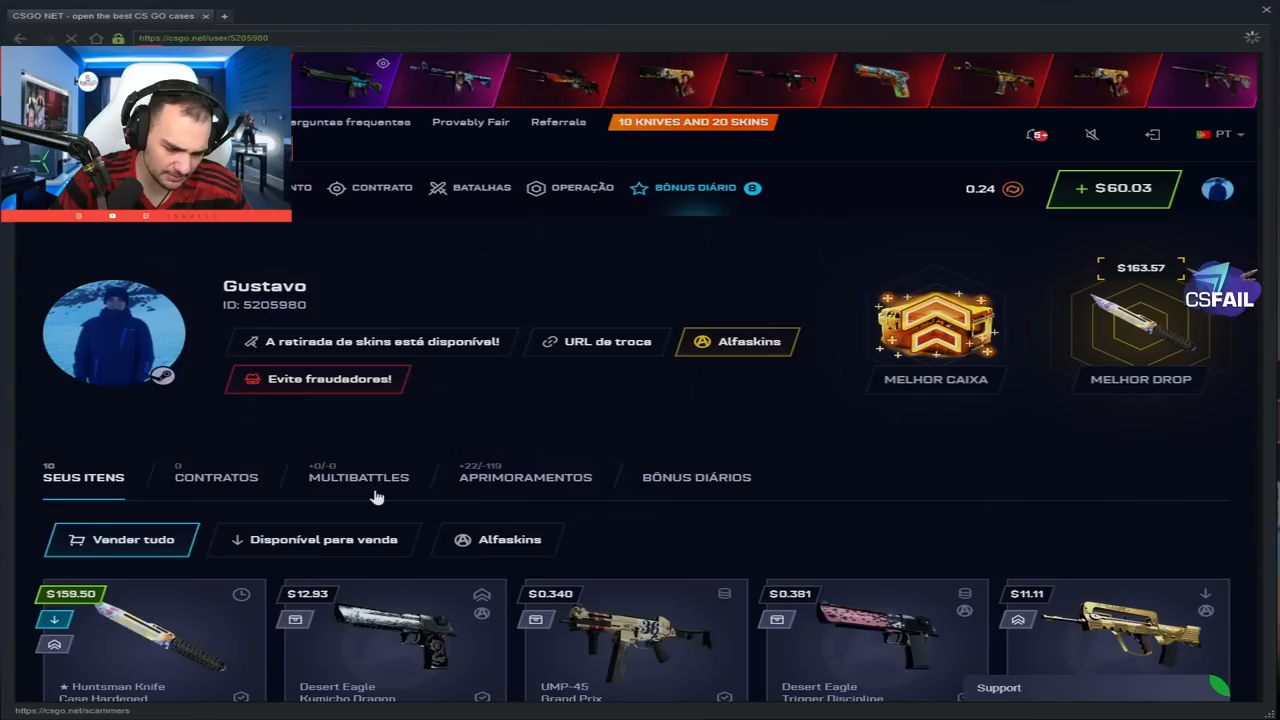 CSGO NET - open the best CS GO cases
https://csgo.net/user/5205980
erguntas frequentes
Provably Fair
Referrals
10 KNIVES AND 20 SKINS
5+
PT
NTO
CONTRATO
BATALHAS
OPERAÇÃO
BÔNUS DIÁRIO
0.24
+ $60.03
Gustavo
ID: 5205980
A retirada de skins está disponível!
URL de troca
Alfaskins
Evite fraudadores!
MELHOR CAIXA
$163.57
CSFAIL
MELHOR DROP
10
SEUS ITENS
0
CONTRATOS
+0/-0
MULTIBATTLES
+22/-119
APRIMORAMENTOS
BÔNUS DIÁRIOS
Vender tudo
Disponível para venda
Alfaskins
$159.50
$12.93
$0.340
$0.381
$11.11
★ Huntsman Knife
Case Hardened
Desert Eagle
Kumicho Dragon
UMP-45
Grand Prix
Desert Eagle
Trigger Discipline
Support
https://csgo.net/scammers